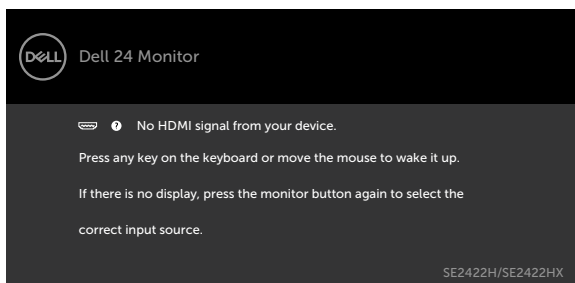 DELL
Dell 24 Monitor
? No HDMI signal from your device.
Press any key on the keyboard or move the mouse to wake it up.
If there is no display, press the monitor button again to select the
correct input source.
SE2422H/SE2422HX